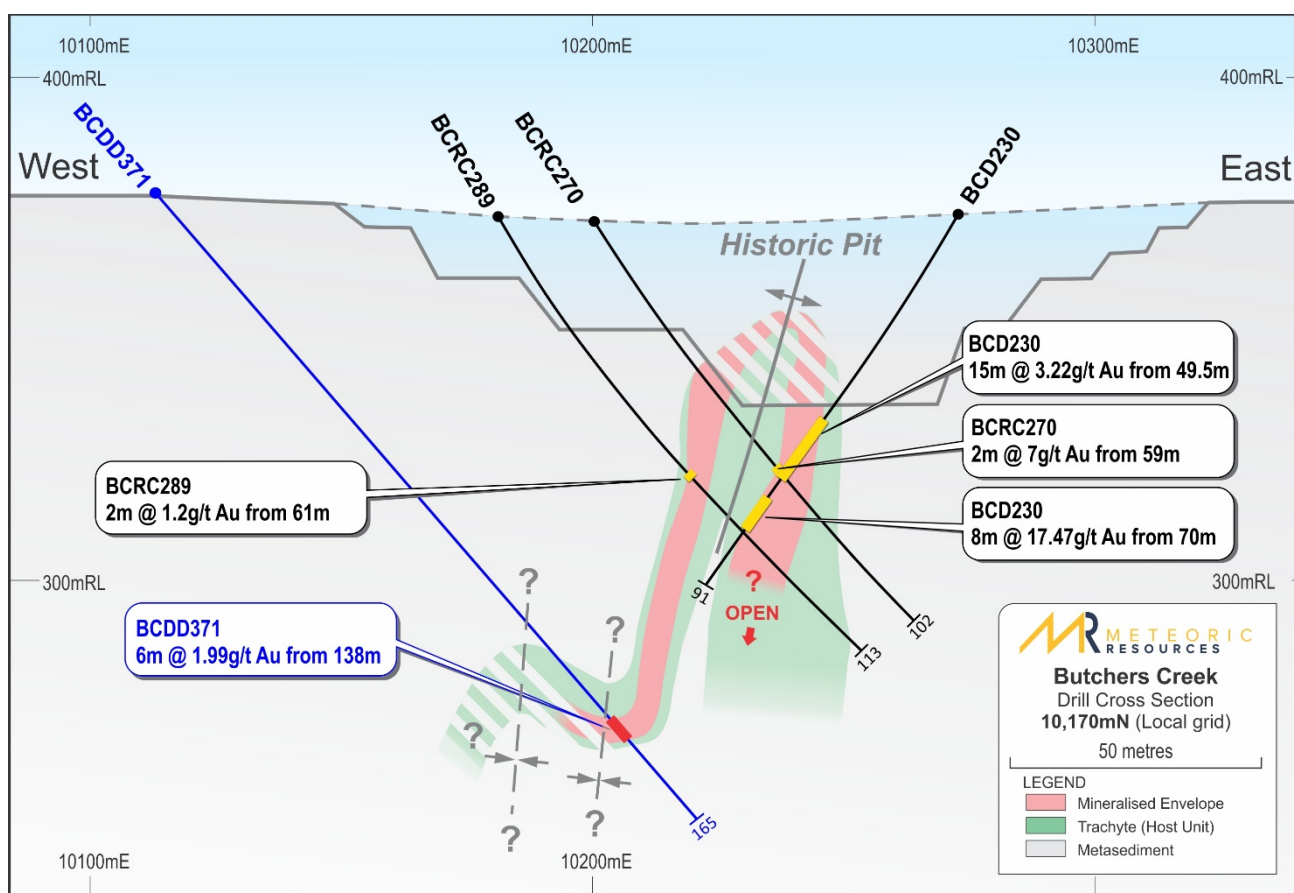 10100mE
10200mE
10300mE
400mRL
400mRL
BCDD371
BCRC289
BCRC270
BCD230
West
East
Historic Pit
BCD230
15m @ 3.22g/t Au from 49.5m
BCRC270
2m @ 7g/t Au from 59m
BCRC289
2m @ 1.2g/t Au from 61m
BCD230
8m @ 17.47g/t Au from 70m
300mRL
300mRL
91
?
OPEN
102
113
?
?
BCDD371
6m @ 1.99g/t Au from 138m
?
?
?
?
165
METEORIC
RESOURCES
Butchers Creek
Drill Cross Section
10,170mN (Local grid)
50 metres
LEGEND
Mineralised Envelope
Trachyte (Host Unit)
Metasediment
10100mE
10200mE